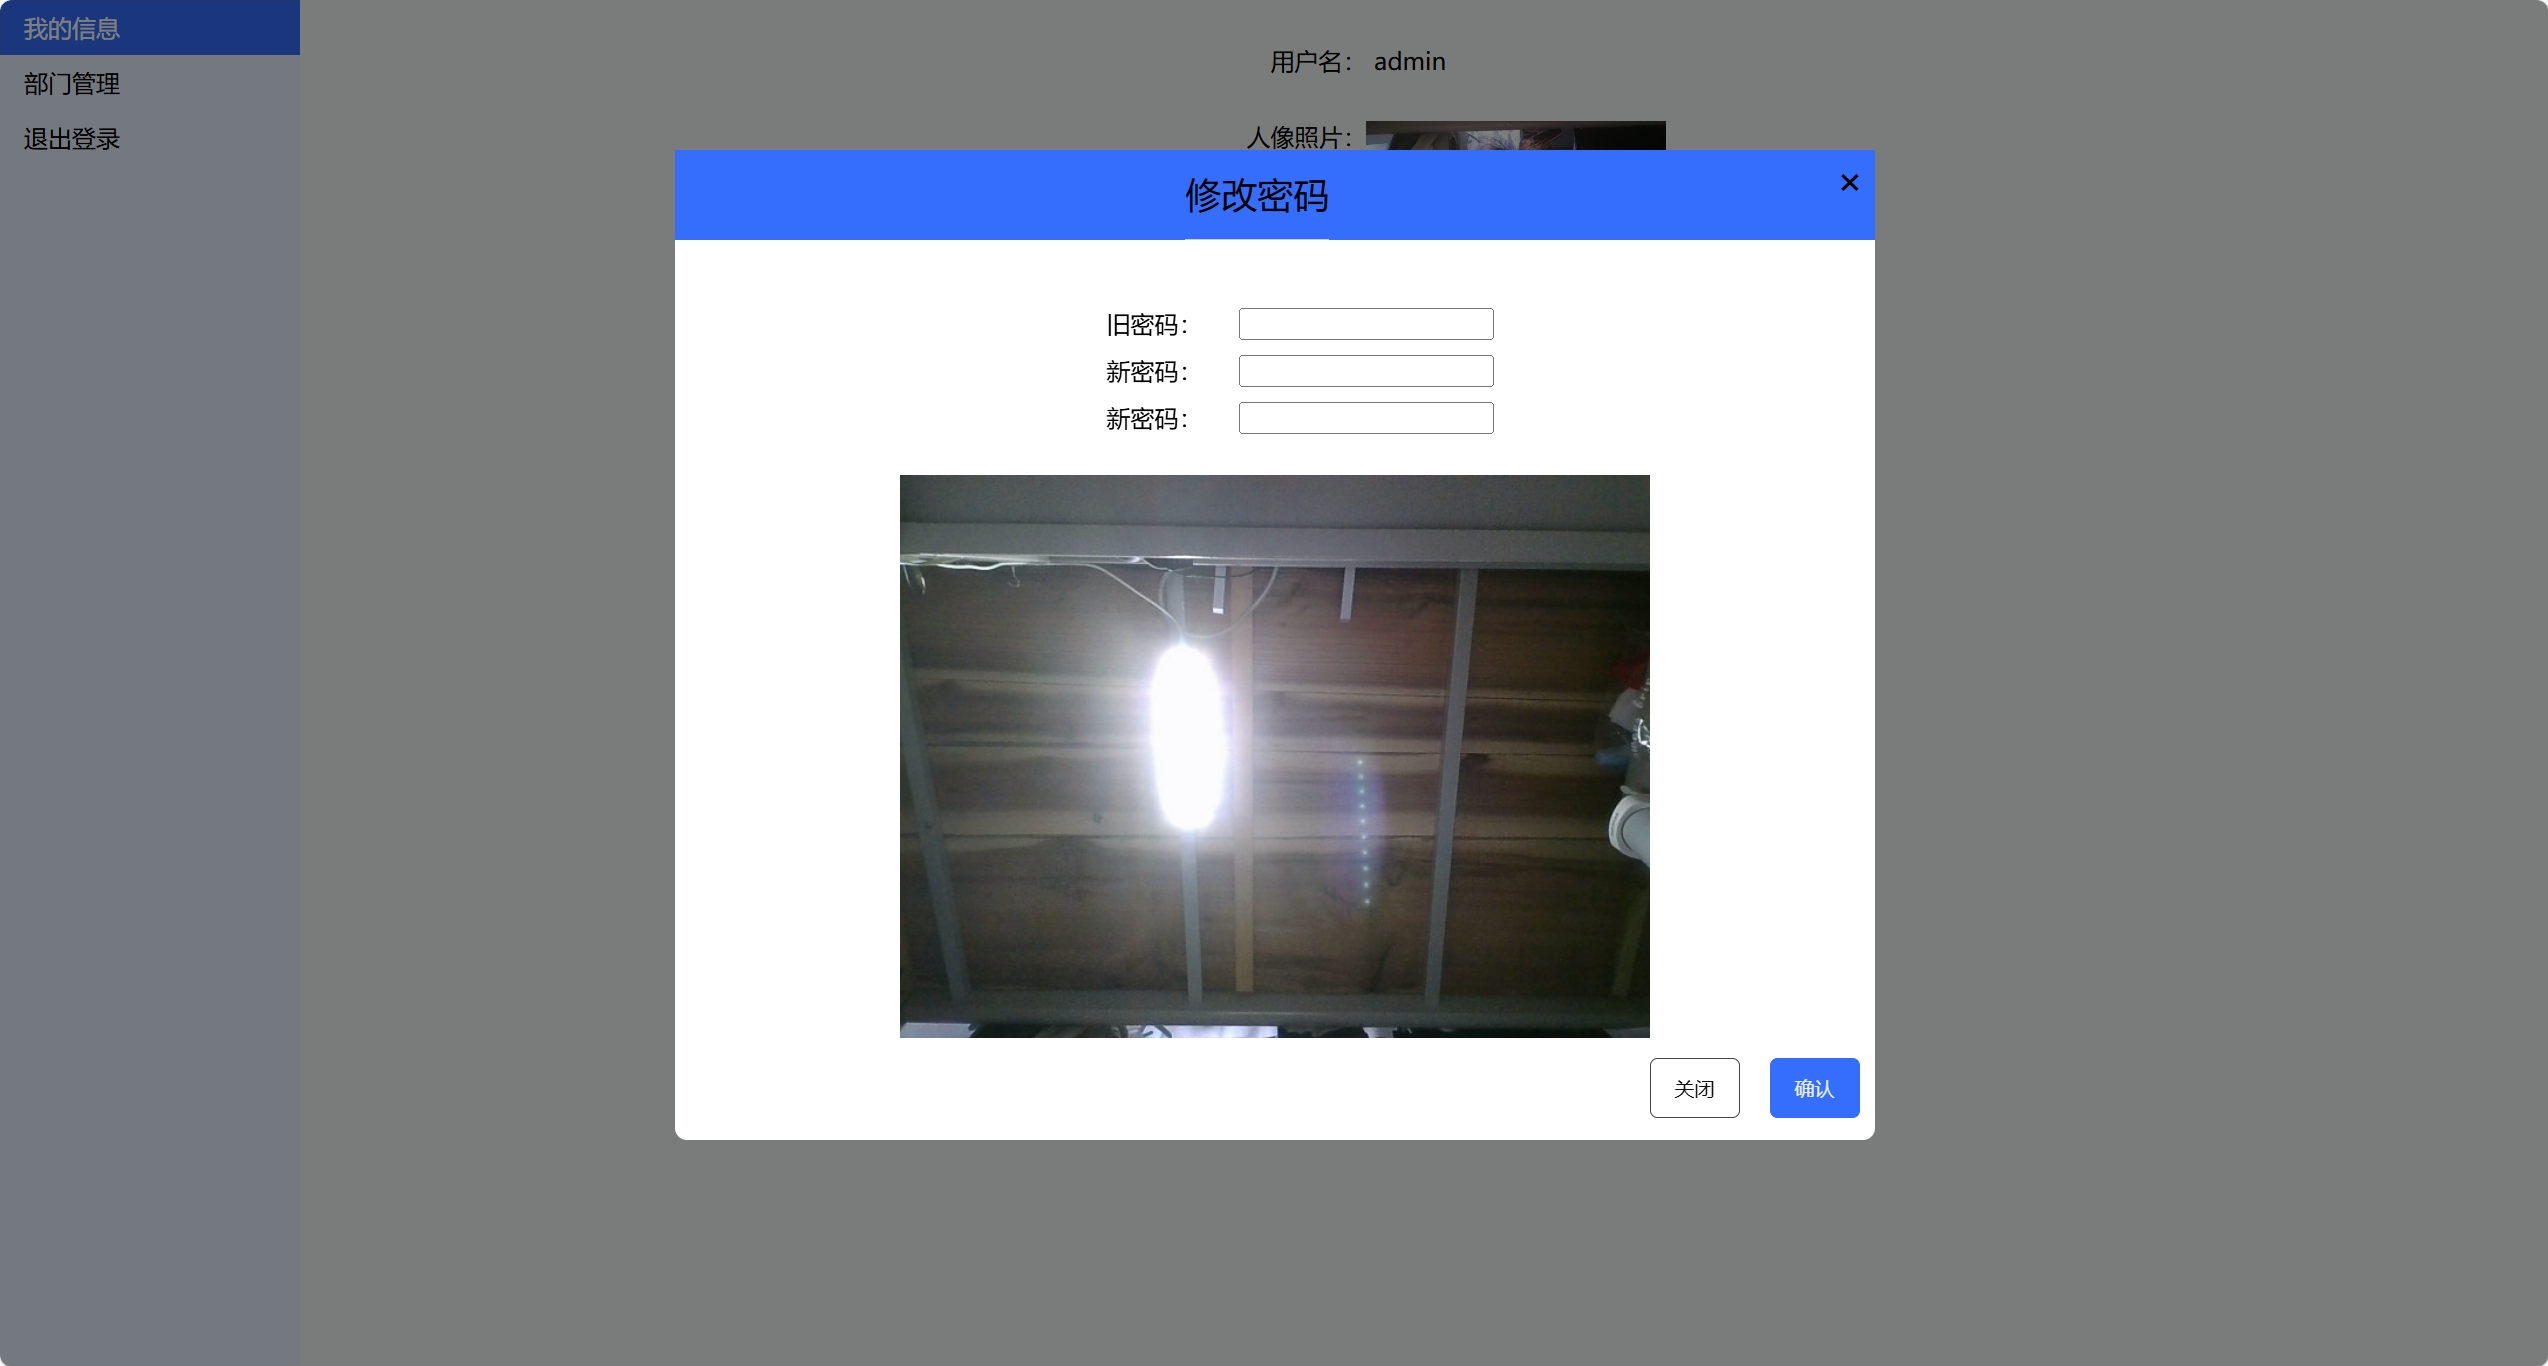 我的信息
部门管理
退出登录
用户名： admin
人像照片：
修改密码
旧密码：
新密码：
新密码：
关闭
确认